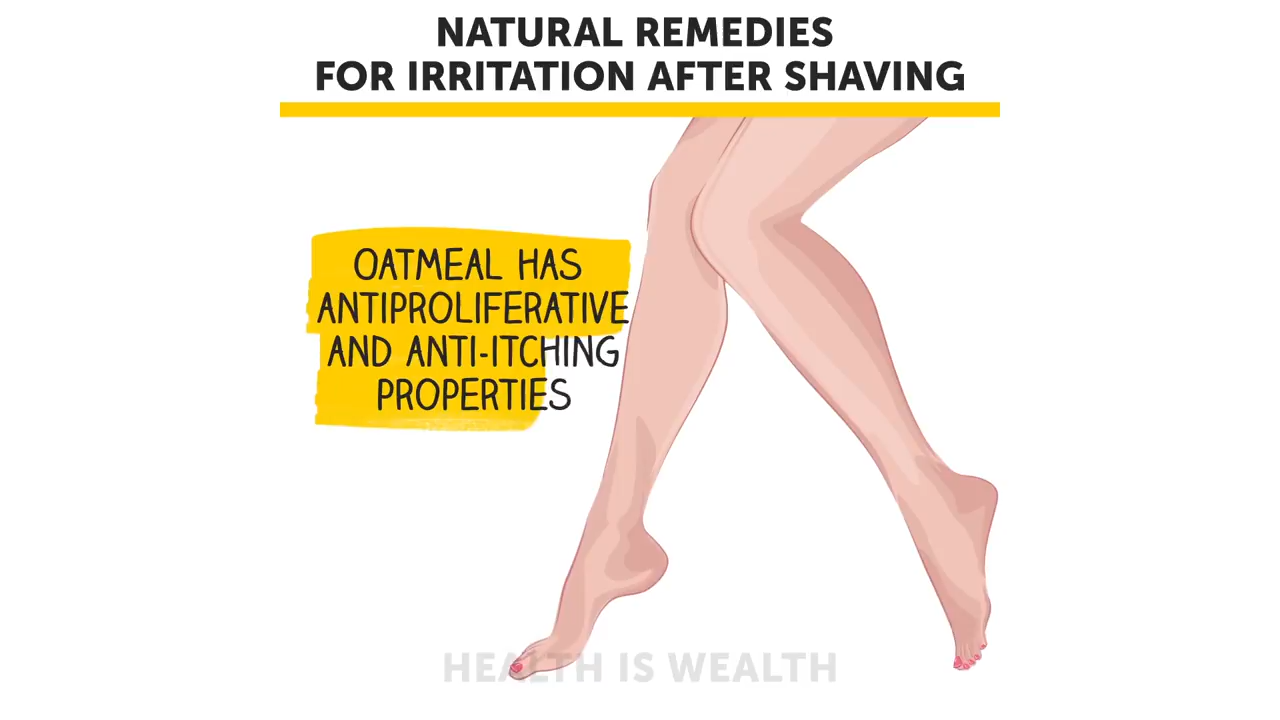 NATURAL REMEDIES
FOR IRRITATION AFTER SHAVING
OATMEAL HAS
ANTIPROLIFERATIVE
AND ANTI-ITCHING
PROPERTIES
HEALTH IS WEALTH